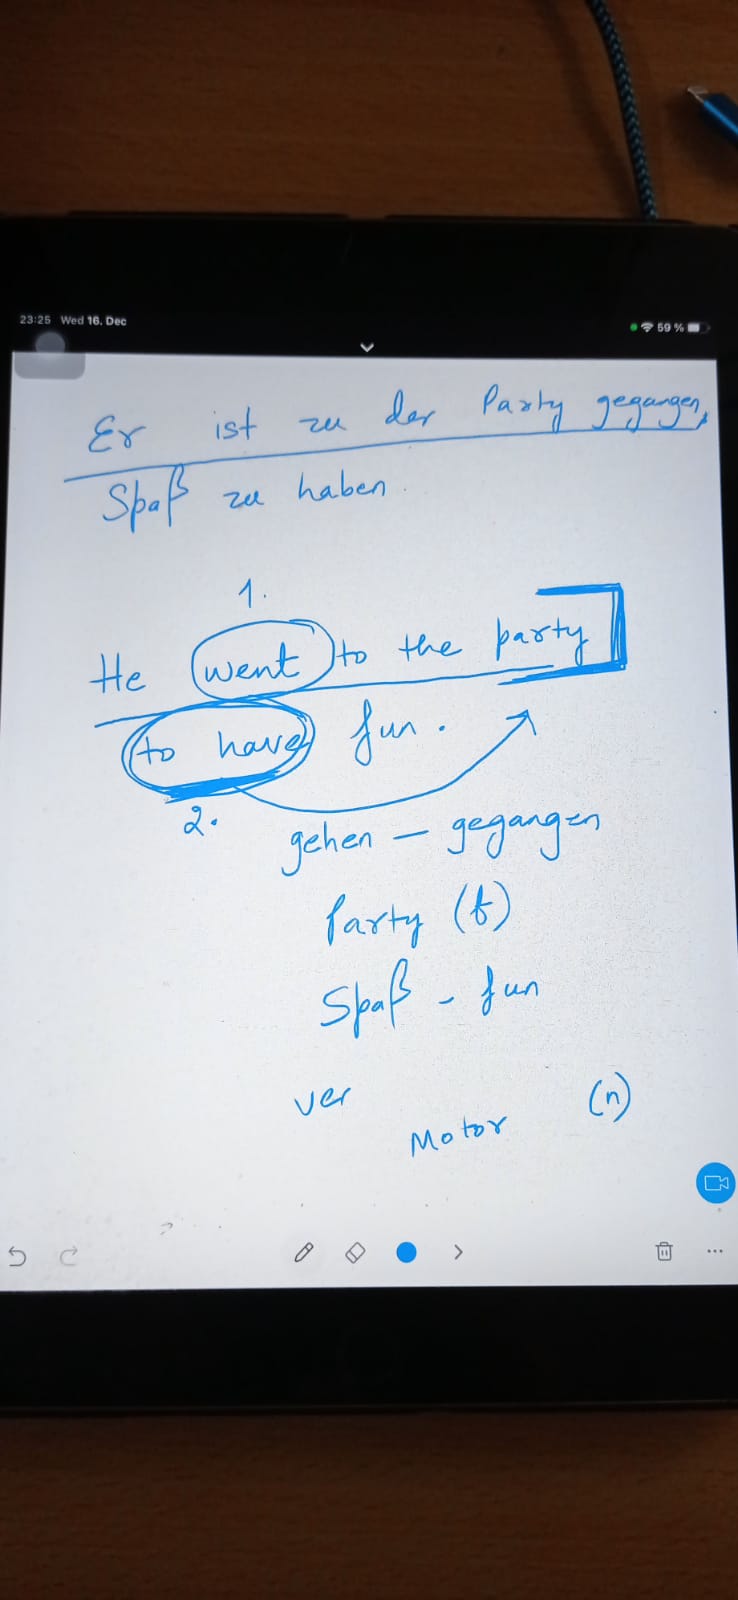 23:25 Wed 16. Dec
59 %
Er ist zu der Party gegangen,
Spaß zu haben.
1.
He went to the party
to have fun.
2.
gehen – gegangen
Party (f)
Spaß - fun
ver
Motor (n)